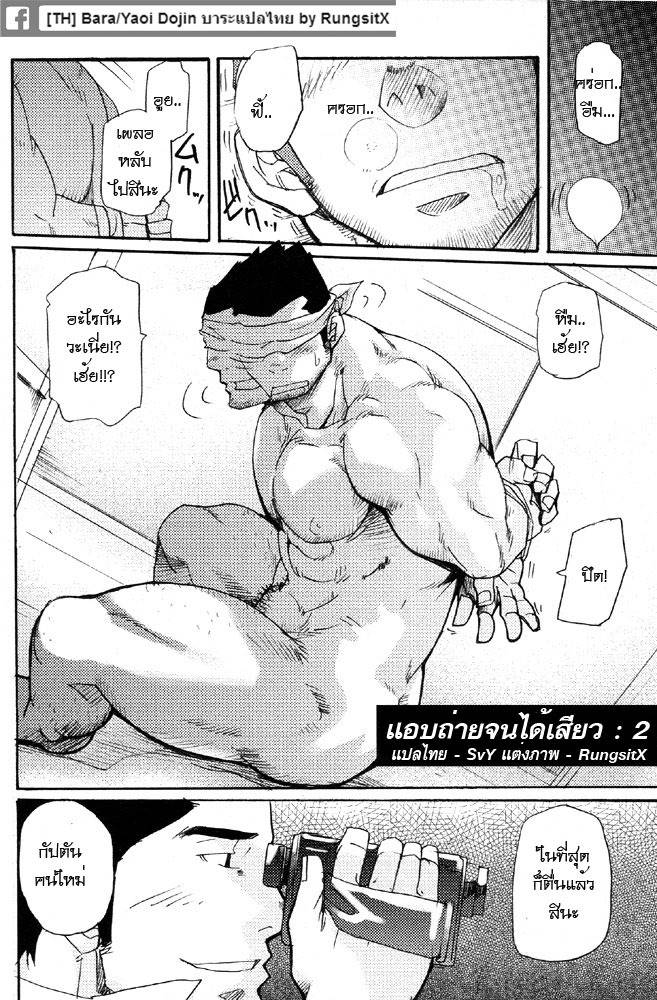 [TH] Bara/Yaoi Dojin บาระแปลไทย by RungsitX
คร่อก..
อืม...
ฟี้..
ครอก..
อูย..
เผลอ
หลับ
ไปสินะ
หืม..
เฮ้ย!?
อะไรกัน
วะเนี่ย!?
เฮ้ย!!?
ปึด!
แอบถ่ายจนได้เสียว : 2
แปลไทย - SvY แต่งภาพ - RungsitX
ในที่สุด
ก็ตื่นแล้ว
สินะ
กัปตัน
คนใหม่